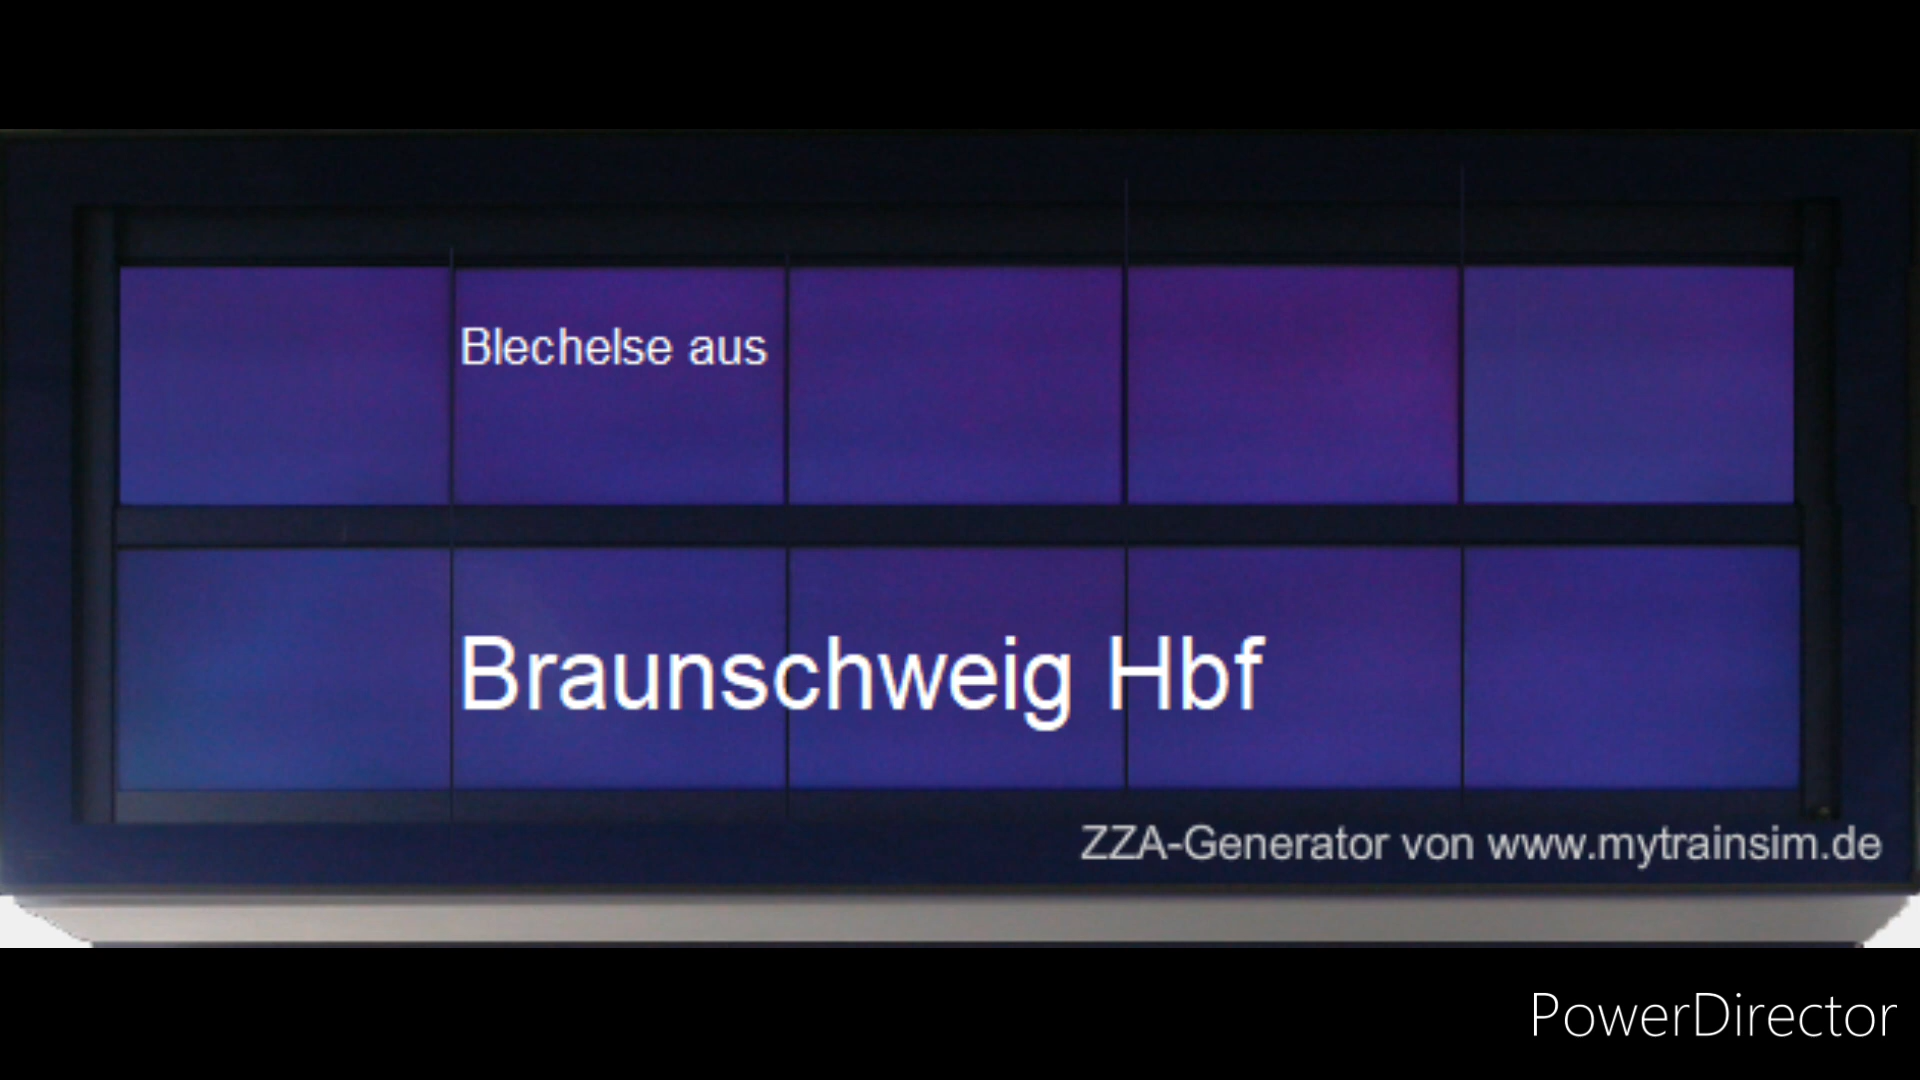 Blechelse aus
Braunschweig Hbf
ZZA-Generator von www.mytrainsim.de
PowerDirector